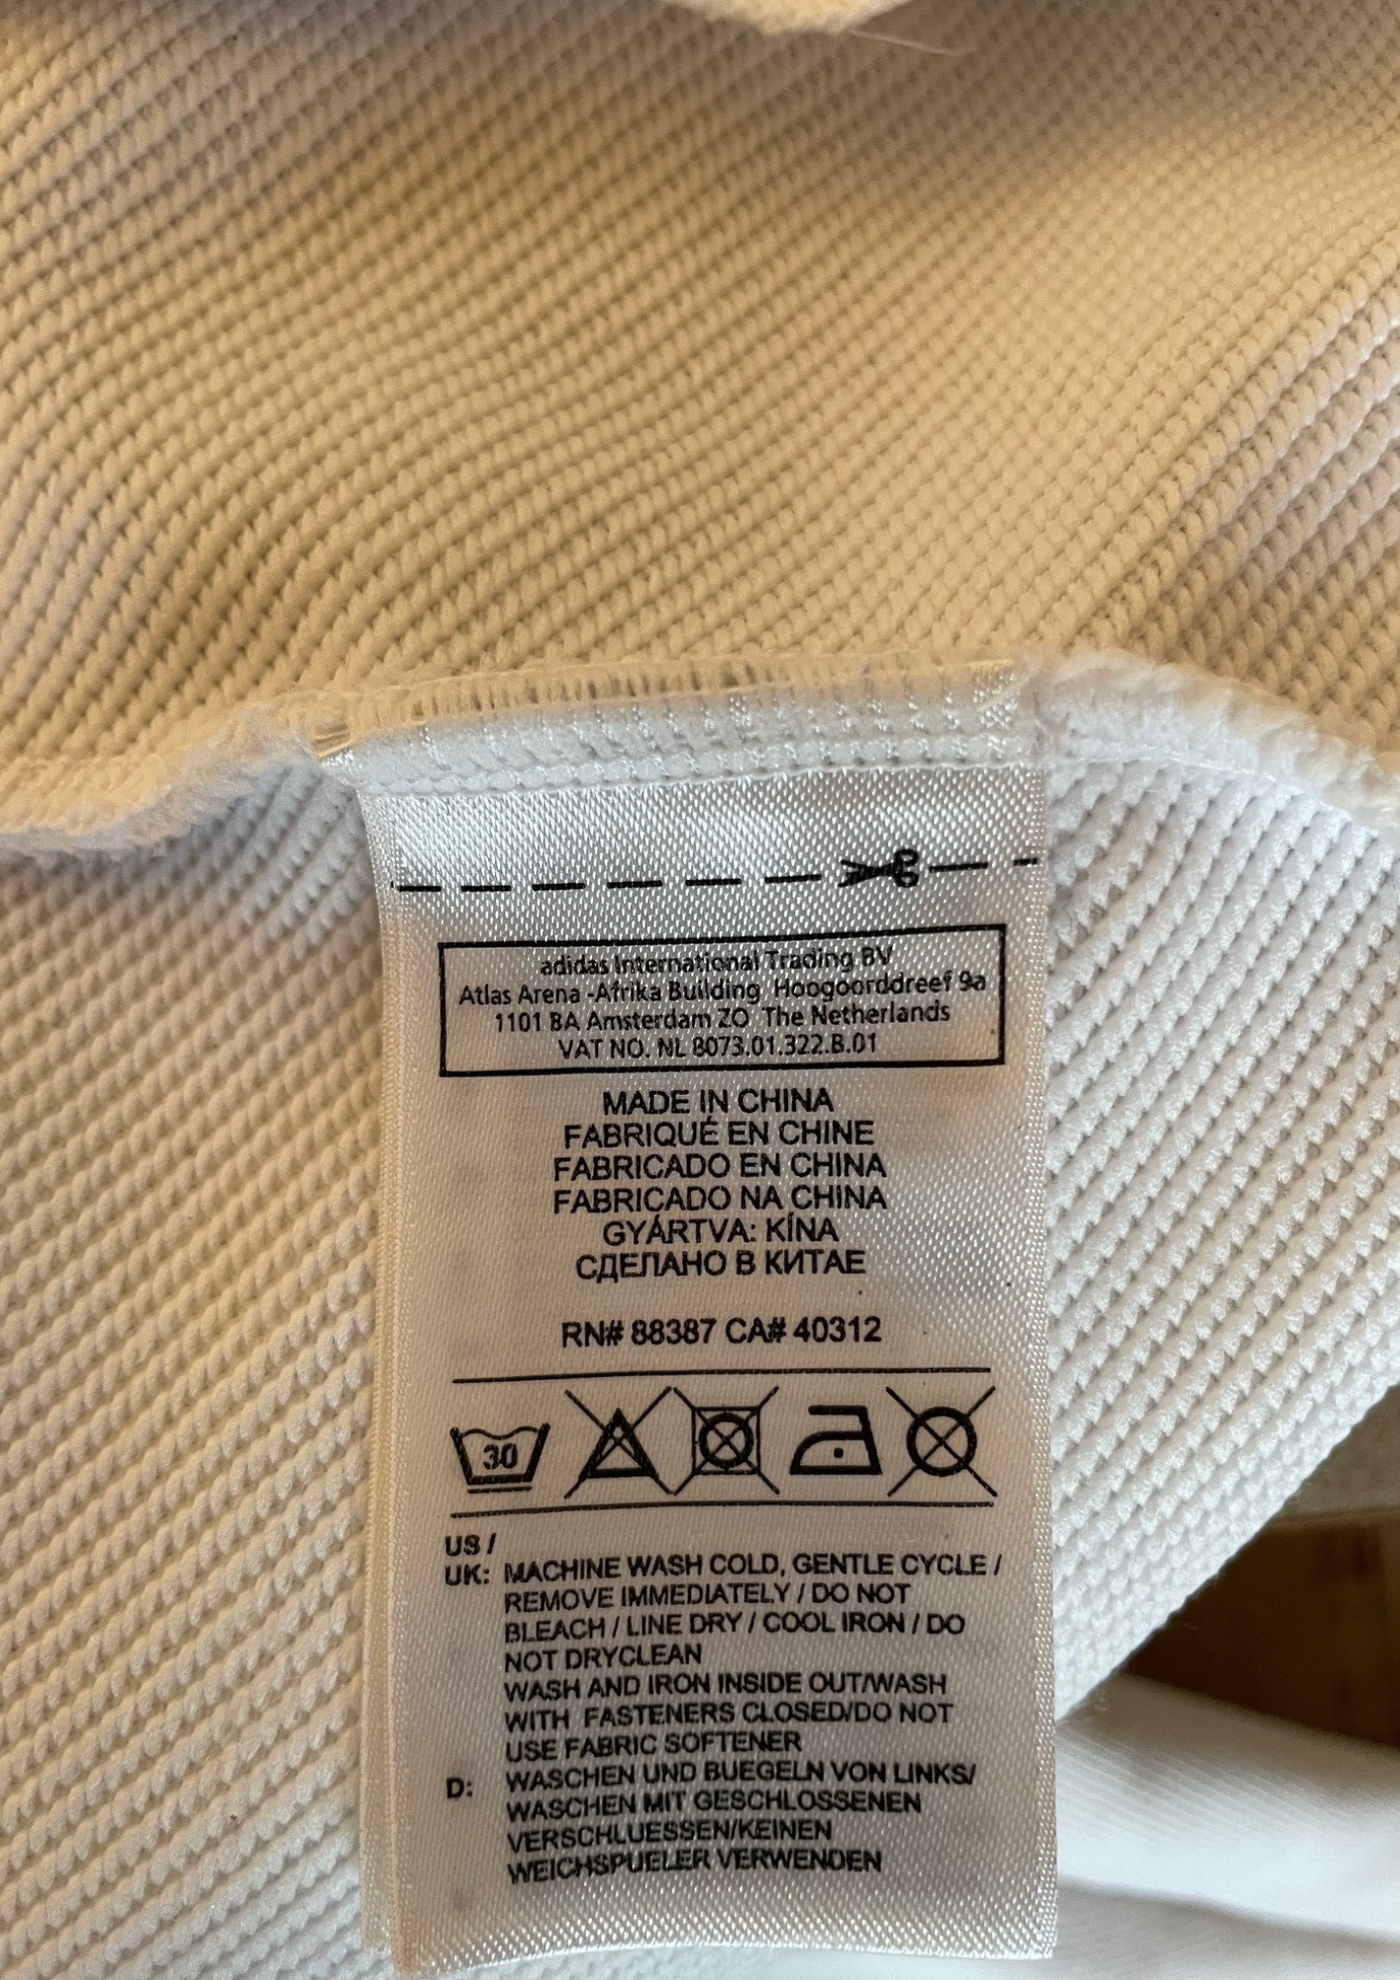 adidas International Trading BV
Atlas Arena -Afrika Building Hoogoorddreef 9a
1101 BA Amsterdam ZO The Netherlands
VAT NO. NL 8073.01.322.B.01
MADE IN CHINA
FABRIQUÉ EN CHINE
FABRICADO EN CHINA
FABRICADO NA CHINA
GYÁRTVA: KÍNA
СДЕЛАНО В КИТАЕ
RN# 88387 CA# 40312
30
US /
UK: MACHINE WASH COLD, GENTLE CYCLE /
REMOVE IMMEDIATELY / DO NOT
BLEACH / LINE DRY / COOL IRON / DO
NOT DRYCLEAN
WASH AND IRON INSIDE OUT/WASH
WITH FASTENERS CLOSED/DO NOT
USE FABRIC SOFTENER
D: WASCHEN UND BUEGELN VON LINKS/
WASCHEN MIT GESCHLOSSENEN
VERSCHLUESSEN/KEINEN
WEICHSPUELER VERWENDEN